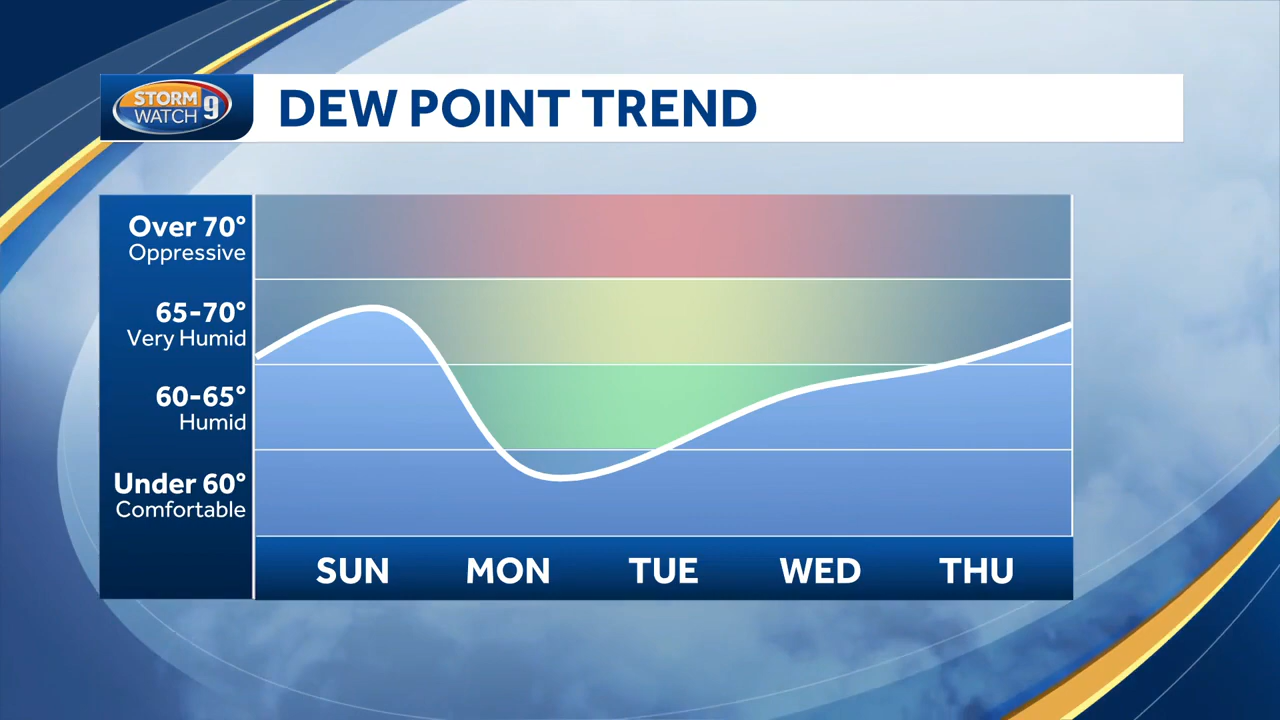 STORM
WATCH 9
DEW POINT TREND
Over 70°
Oppressive
65-70°
Very Humid
60-65°
Humid
Under 60°
Comfortable
SUN MON TUE WED THU